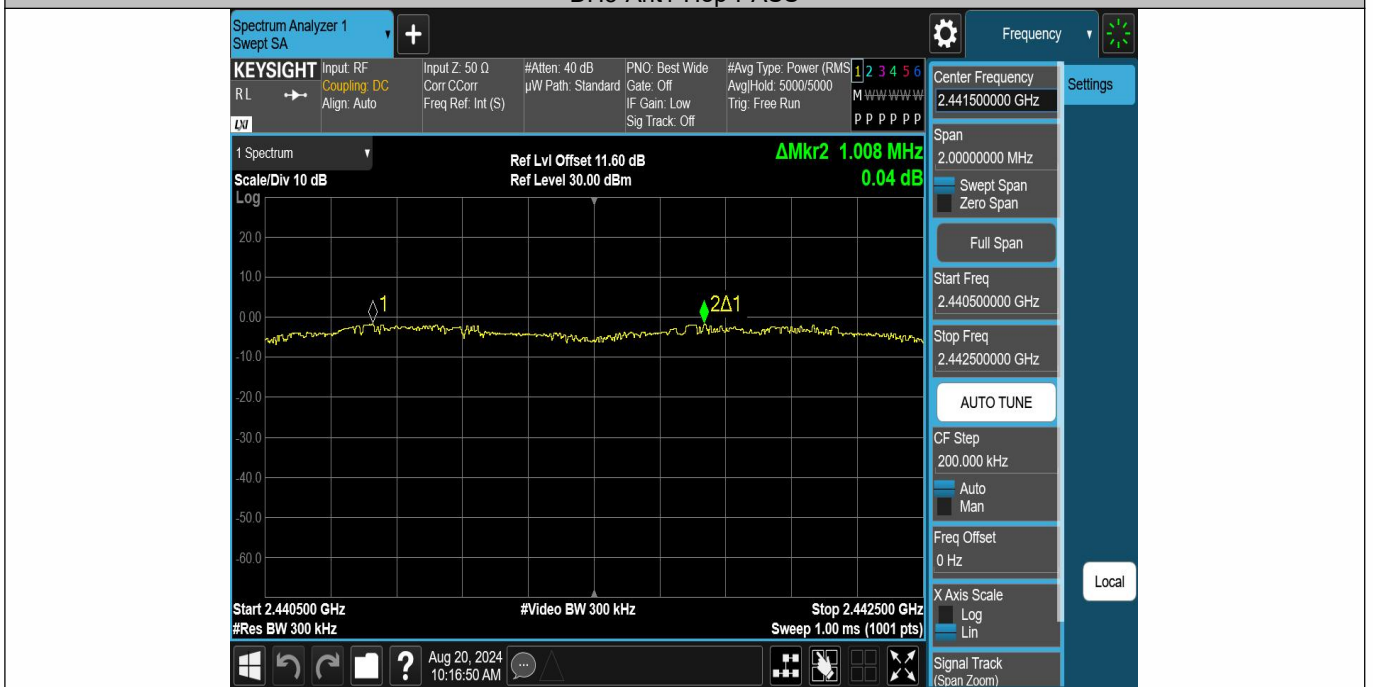 Spectrum Analyzer 1
Swept SA
+
Frequency
KEYSIGHT
R L
LXI
Input: RF
Coupling: DC
Align: Auto
Input Z: 50 Ω
Corr CCorr
Freq Ref: Int (S)
#Atten: 40 dB
µW Path: Standard
PNO: Best Wide
Gate: Off
IF Gain: Low
Sig Track: Off
#Avg Type: Power (RMS
Avg|Hold: 5000/5000
Trig: Free Run
1 2 3 4 5 6
M W W W W W
P P P P P P
1 Spectrum
Scale/Div 10 dB
Log
Ref Lvl Offset 11.60 dB
Ref Level 30.00 dBm
ΔMkr2 1.008 MHz
0.04 dB
20.0
10.0
0.00
-10.0
-20.0
-30.0
-40.0
-50.0
-60.0
1
2Δ1
Start 2.440500 GHz
#Res BW 300 kHz
#Video BW 300 kHz
Stop 2.442500 GHz
Sweep 1.00 ms (1001 pts)
?
Aug 20, 2024
10:16:50 AM
Center Frequency
2.441500000 GHz
Settings
Span
2.00000000 MHz
Swept Span
Zero Span
Full Span
Start Freq
2.440500000 GHz
Stop Freq
2.442500000 GHz
AUTO TUNE
CF Step
200.000 kHz
Auto
Man
Freq Offset
0 Hz
X Axis Scale
Log
Lin
Local
Signal Track
(Span Zoom)